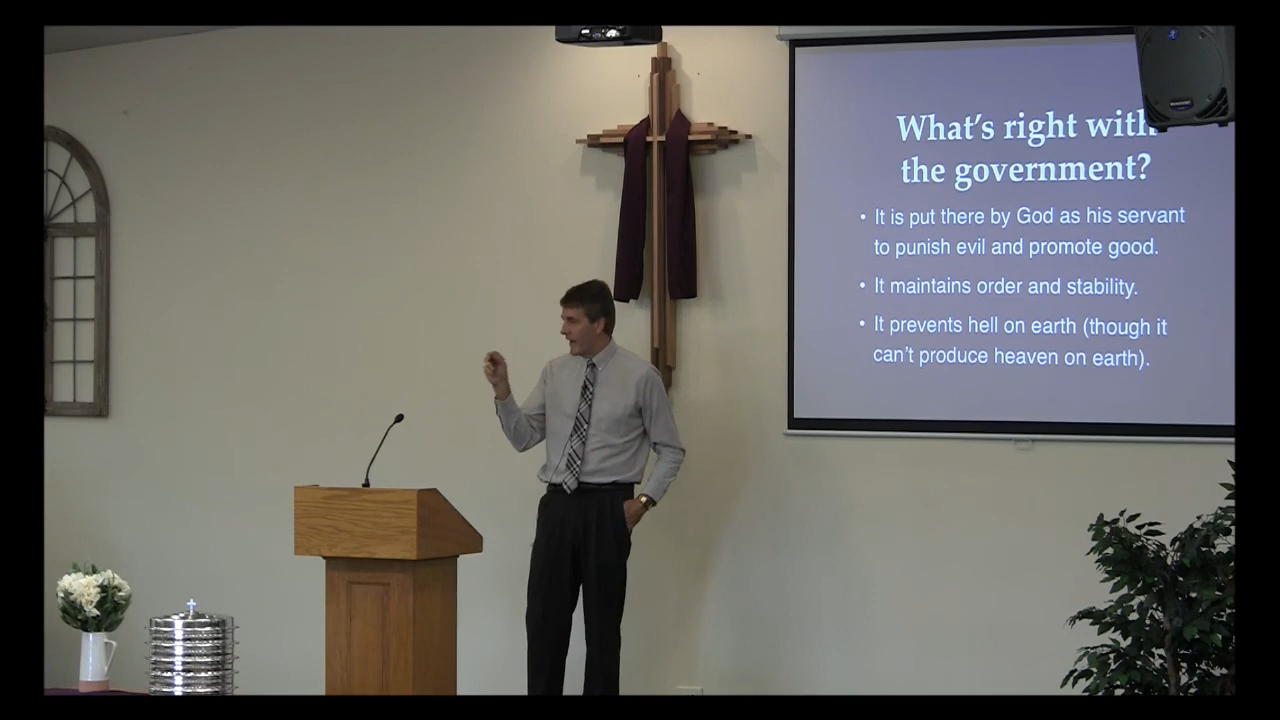 What's right with
the government?
• It is put there by God as his servant
to punish evil and promote good.
• It maintains order and stability.
• It prevents hell on earth (though it
can't produce heaven on earth).